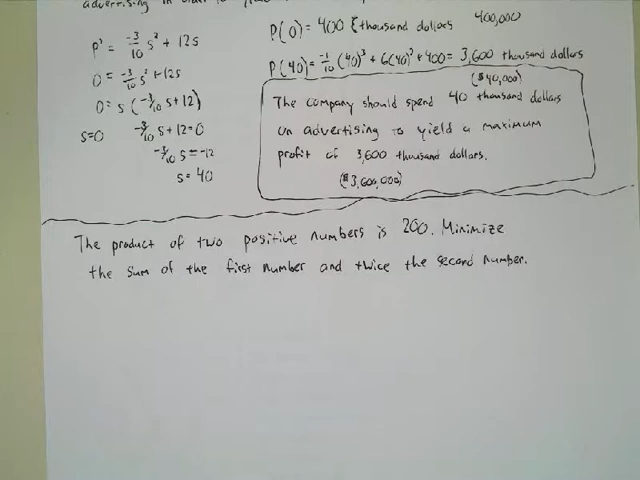 advertising in order to
P' = -3/10 s² + 12s
0 = -3/10 s² + 12s
0 = s (-3/10 s + 12)
s=0 -3/10 s + 12 = 0
-3/10 s = -12
s = 40
P(0) = 400 {thousand dollars 400,000
P(40) = -1/10 (40)³ + 6(40)² + 400 = 3,600 thousand dollars
($40,000)
The company should spend 40 thousand dollars
on advertising to yield a maximum
profit of 3,600 thousand dollars.
($3,600,000)
The product of two positive numbers is 200. Minimize
the sum of the first number and twice the second number.